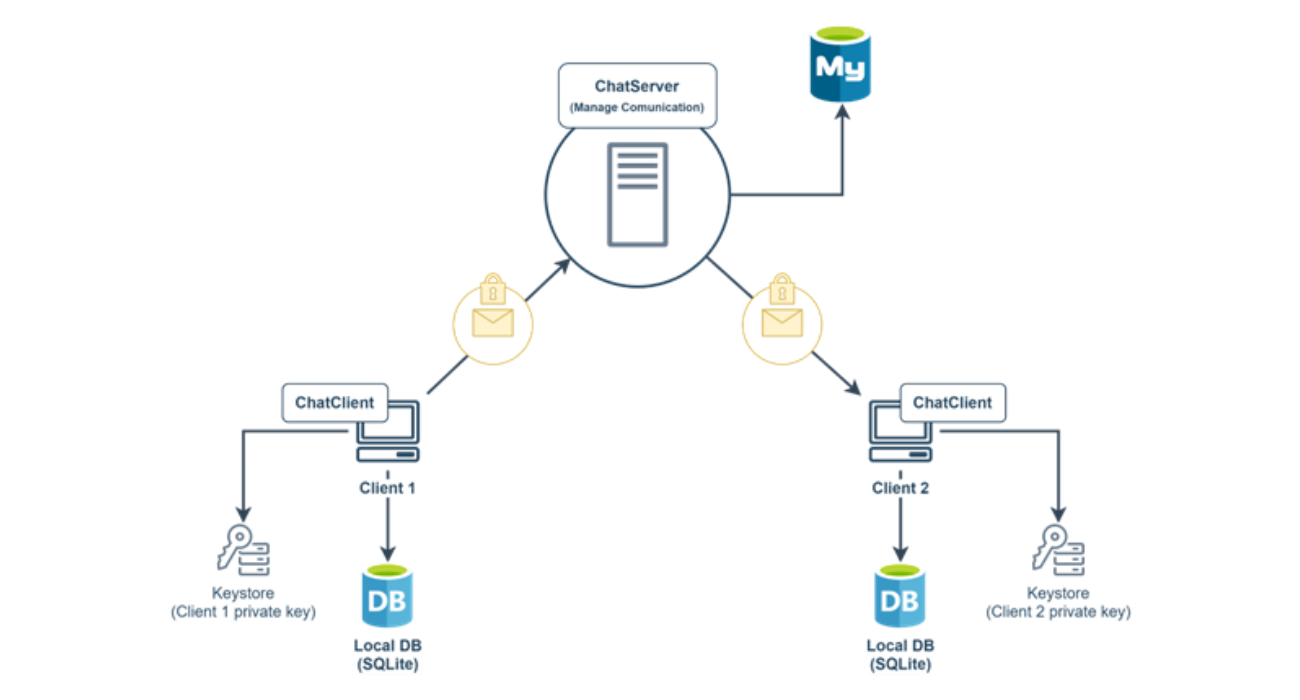 My
ChatServer
(Manage Comunication)
ChatClient
ChatClient
Client 1
Client 2
Keystore
(Client 1 private key)
DB
Local DB
(SQLite)
DB
Local DB
(SQLite)
Keystore
(Client 2 private key)